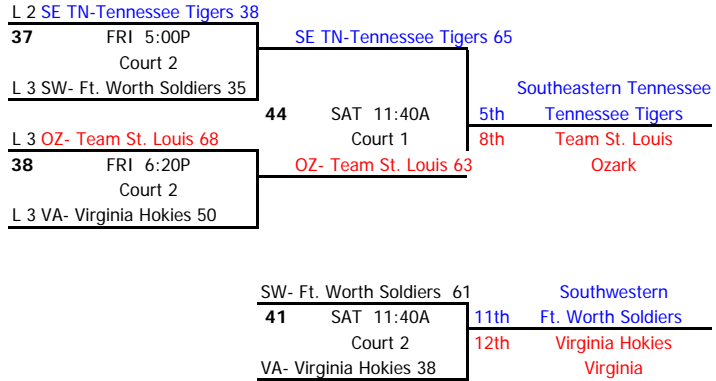 L 2 SE TN-Tennessee Tigers 38
37 FRI 5:00P SE TN-Tennessee Tigers 65
Court 2
L 3 SW- Ft. Worth Soldiers 35 Southeastern Tennessee
44 SAT 11:40A 5th Tennessee Tigers
L 3 OZ- Team St. Louis 68 Court 1 8th Team St. Louis
38 FRI 6:20P OZ- Team St. Louis 63 Ozark
Court 2
L 3 VA- Virginia Hokies 50
SW- Ft. Worth Soldiers 61 Southwestern
41 SAT 11:40A 11th Ft. Worth Soldiers
Court 2 12th Virginia Hokies
VA- Virginia Hokies 38 Virginia